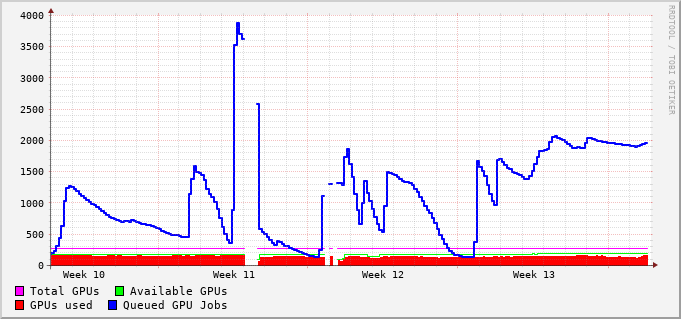 4000
3500
3000
2500
2000
1500
1000
500
0
Week 10 Week 11 Week 12 Week 13
Total GPUs Available GPUs
GPUs used Queued GPU Jobs
RRDTOOL / TOBI OETIKER